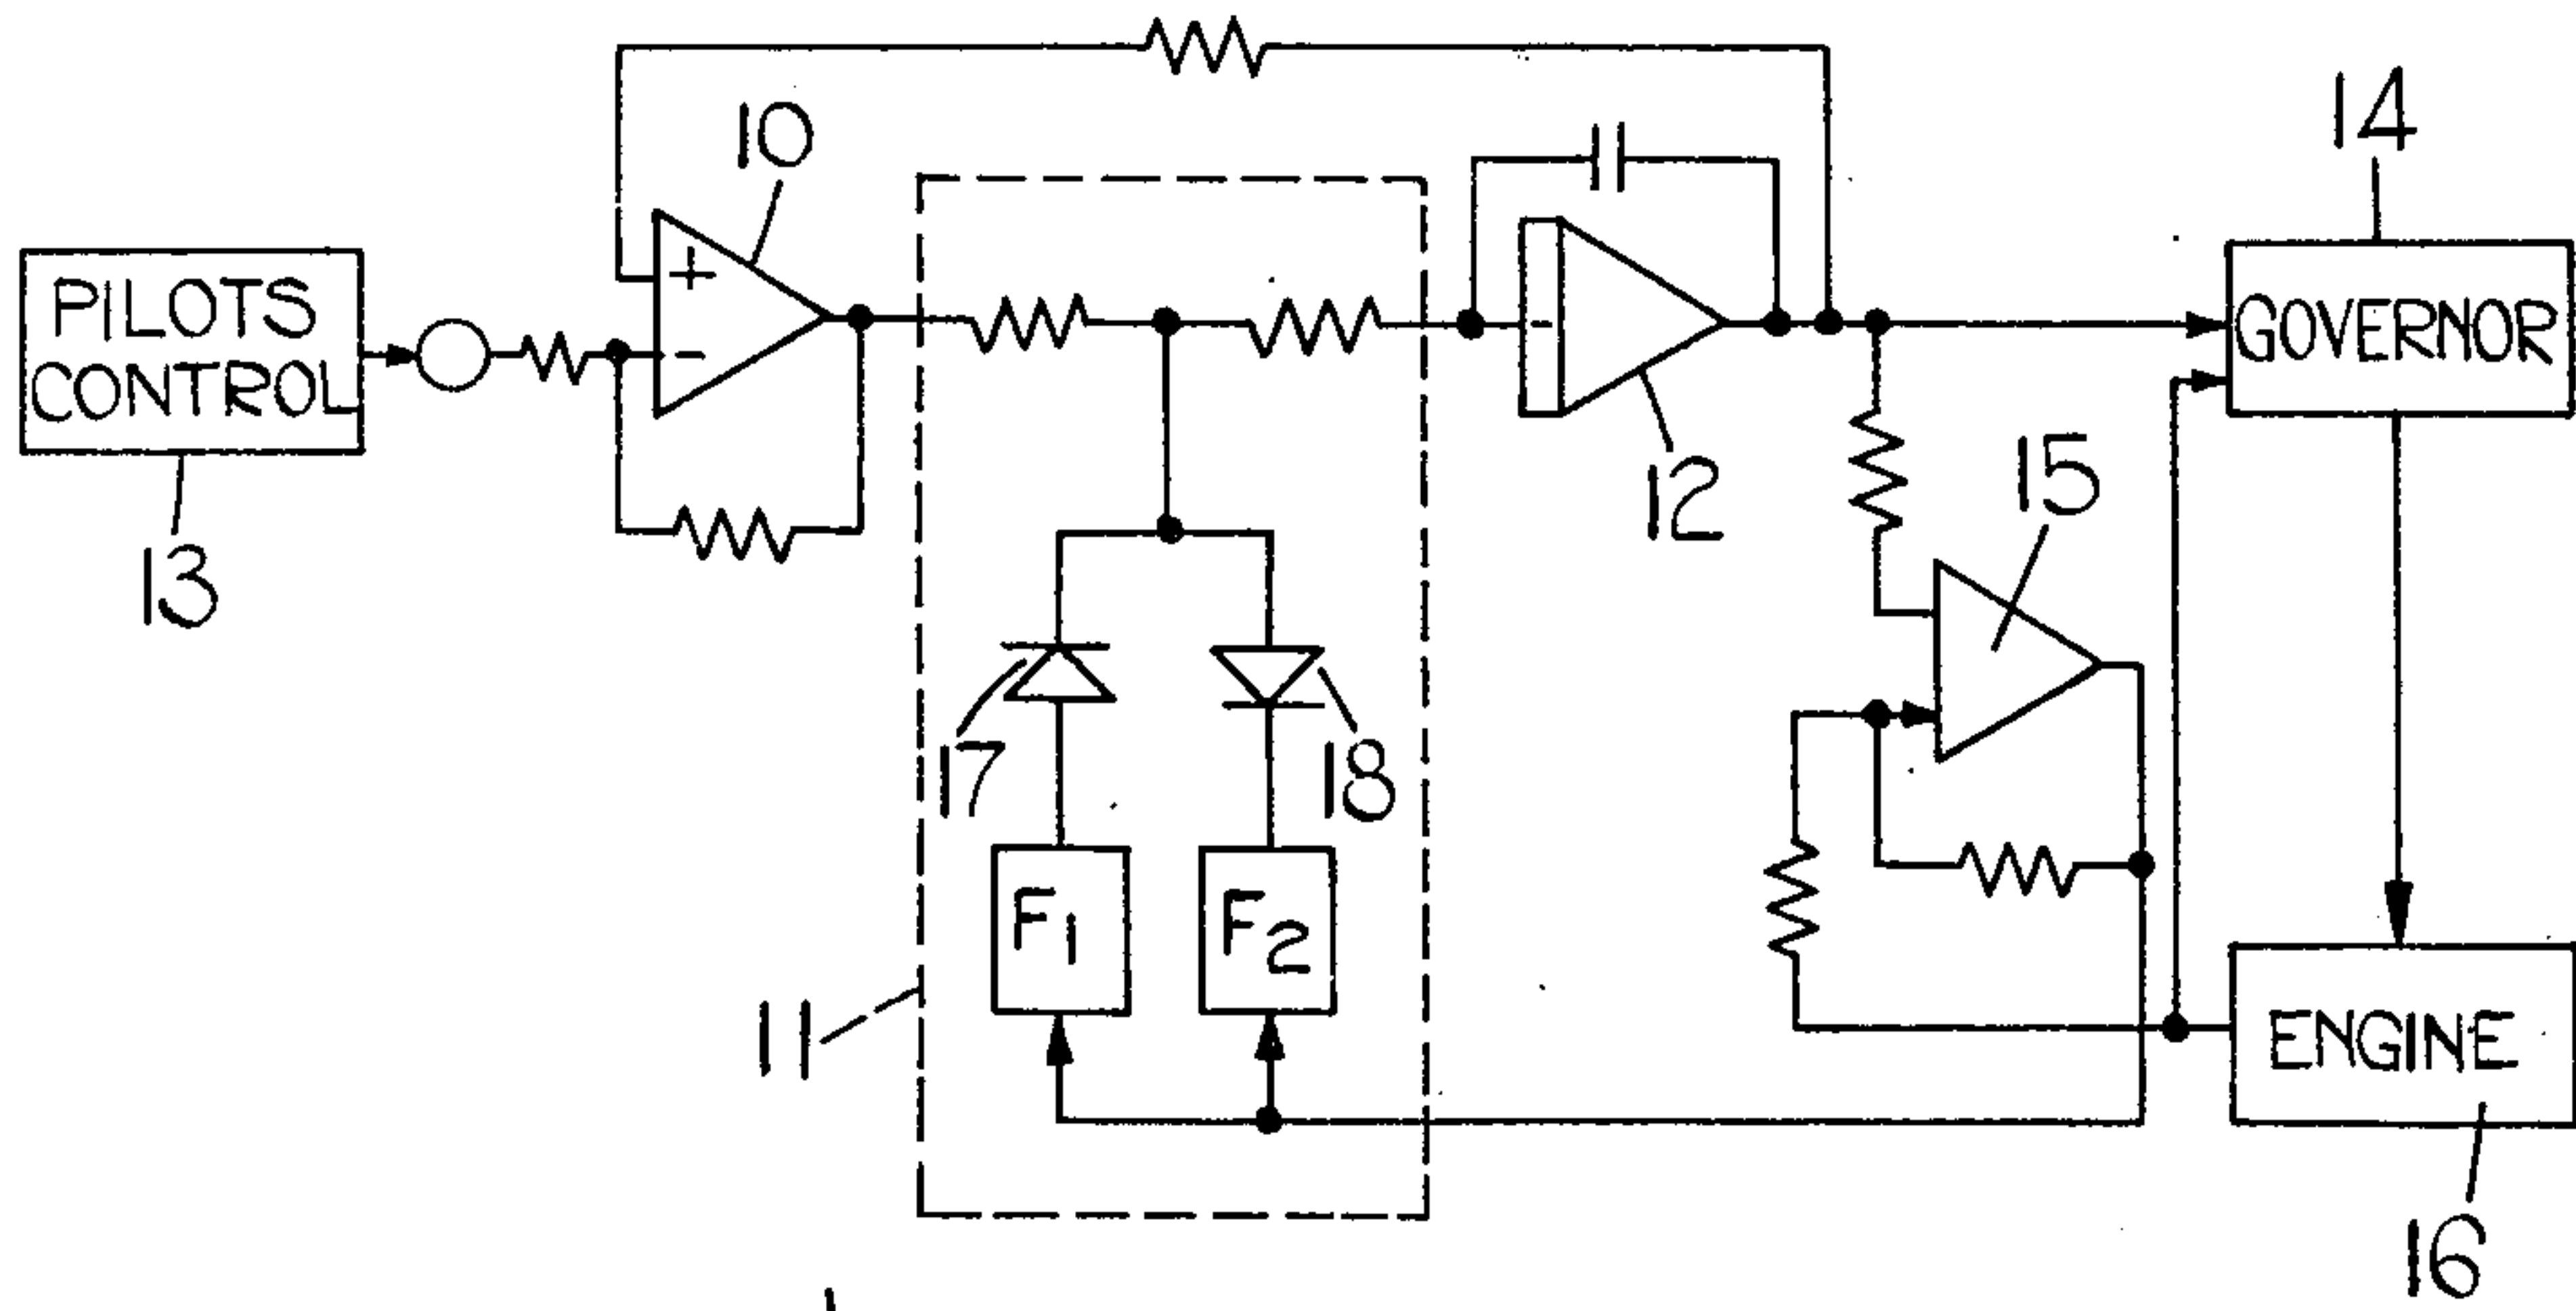 10
14
PILOTS
CONTROL
+
-
-
GOVERNOR
12
15
13
17
18
F1
F2
11
ENGINE
16